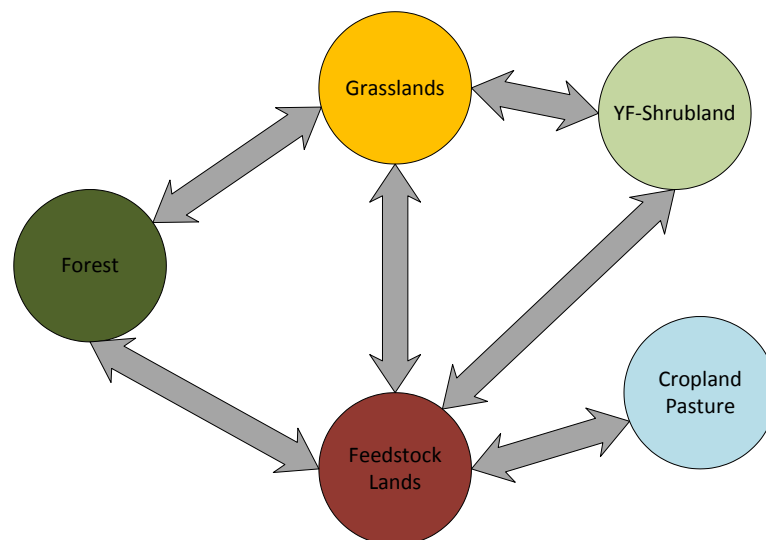 Grasslands
YF-Shrubland
Forest
Cropland
Pasture
Feedstock
Lands